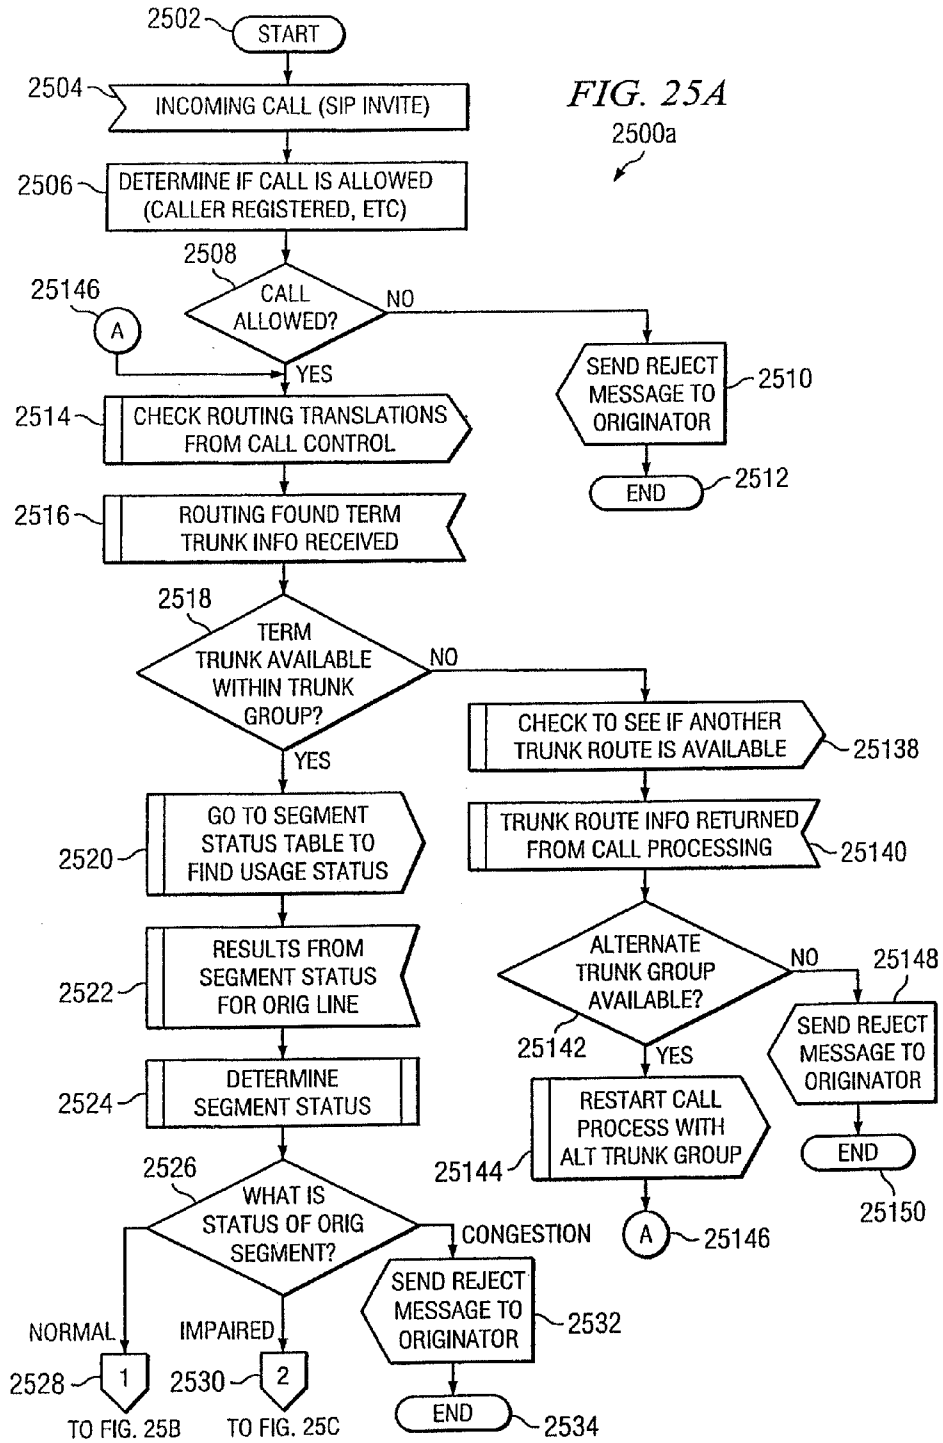 2502
START
FIG. 25A
2500a
2504
INCOMING CALL (SIP INVITE)
2506
DETERMINE IF CALL IS ALLOWED
(CALLER REGISTERED, ETC)
2508
CALL
ALLOWED?
NO
YES
25146
A
SEND REJECT
MESSAGE TO
ORIGINATOR
2510
END
2512
2514
CHECK ROUTING TRANSLATIONS
FROM CALL CONTROL
2516
ROUTING FOUND TERM
TRUNK INFO RECEIVED
2518
TERM
TRUNK AVAILABLE
WITHIN TRUNK
GROUP?
NO
YES
CHECK TO SEE IF ANOTHER
TRUNK ROUTE IS AVAILABLE
25138
TRUNK ROUTE INFO RETURNED
FROM CALL PROCESSING
25140
2520
GO TO SEGMENT
STATUS TABLE TO
FIND USAGE STATUS
2522
RESULTS FROM
SEGMENT STATUS
FOR ORIG LINE
ALTERNATE
TRUNK GROUP
AVAILABLE?
25142
NO
YES
25148
SEND REJECT
MESSAGE TO
ORIGINATOR
END
25150
2524
DETERMINE
SEGMENT STATUS
RESTART CALL
PROCESS WITH
ALT TRUNK GROUP
25144
A
25146
2526
WHAT IS
STATUS OF ORIG
SEGMENT?
CONGESTION
SEND REJECT
MESSAGE TO
ORIGINATOR
2532
END
2534
NORMAL
2528
1
TO FIG. 25B
IMPAIRED
2530
2
TO FIG. 25C